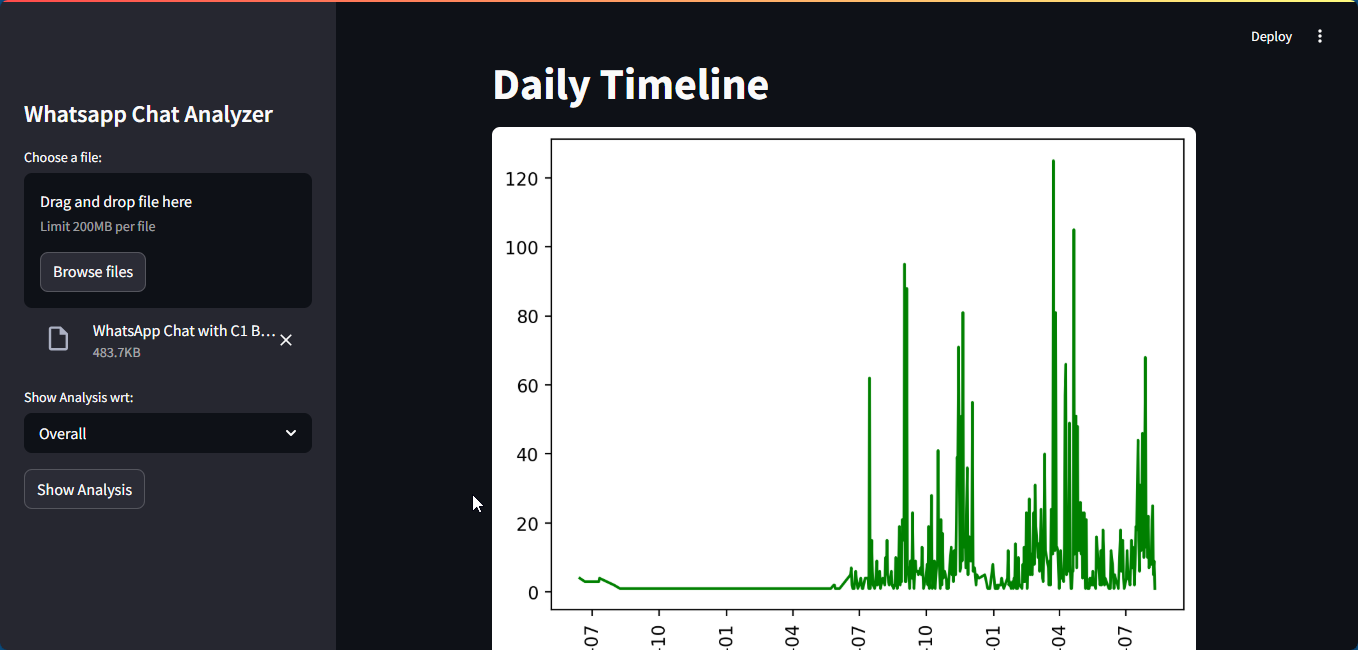 Deploy
Whatsapp Chat Analyzer
Choose a file:
Drag and drop file here
Limit 200MB per file
Browse files
WhatsApp Chat with C1 B...
483.7KB
Show Analysis wrt:
Overall
Show Analysis
Daily Timeline
120
100
80
60
40
20
0
-07
-10
-01
-04
-07
-10
-01
-04
-07